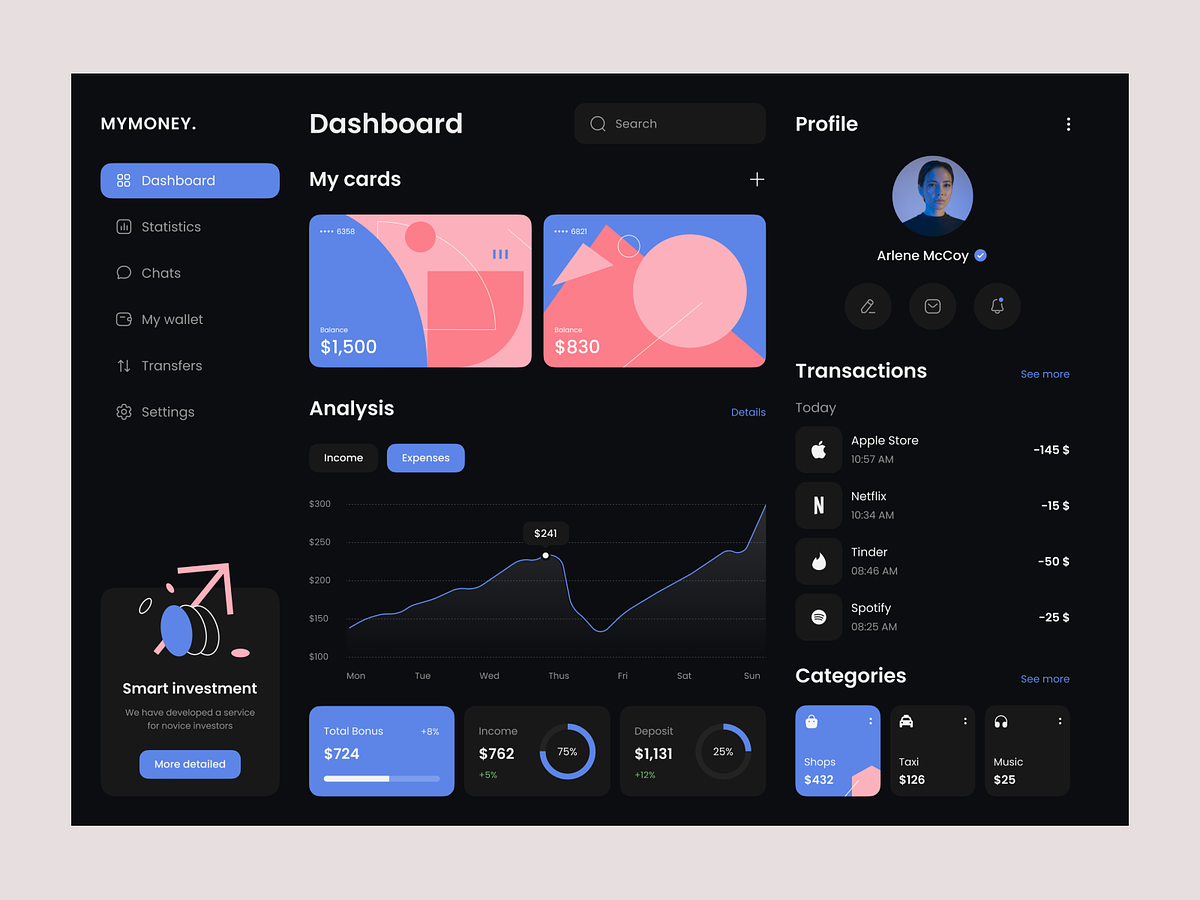 MYMONEY.
Dashboard
Statistics
Chats
My wallet
Transfers
Settings
Smart investment
We have developed a service
for novice investors
More detailed
Dashboard
Search
My cards
•••• 6358
Balance
$1,500
•••• 6821
Balance
$830
Analysis
Details
Income
Expenses
$300
$250
$200
$150
$100
$241
Mon Tue Wed Thus Fri Sat Sun
Total Bonus +8%
$724
Income
$762
+5%
75%
Deposit
$1,131
+12%
25%
Profile
Arlene McCoy
Transactions
See more
Today
Apple Store
10:57 AM
-145 $
N
Netflix
10:34 AM
-15 $
Tinder
08:46 AM
-50 $
Spotify
08:25 AM
-25 $
Categories
See more
Shops
$432
Taxi
$126
Music
$25